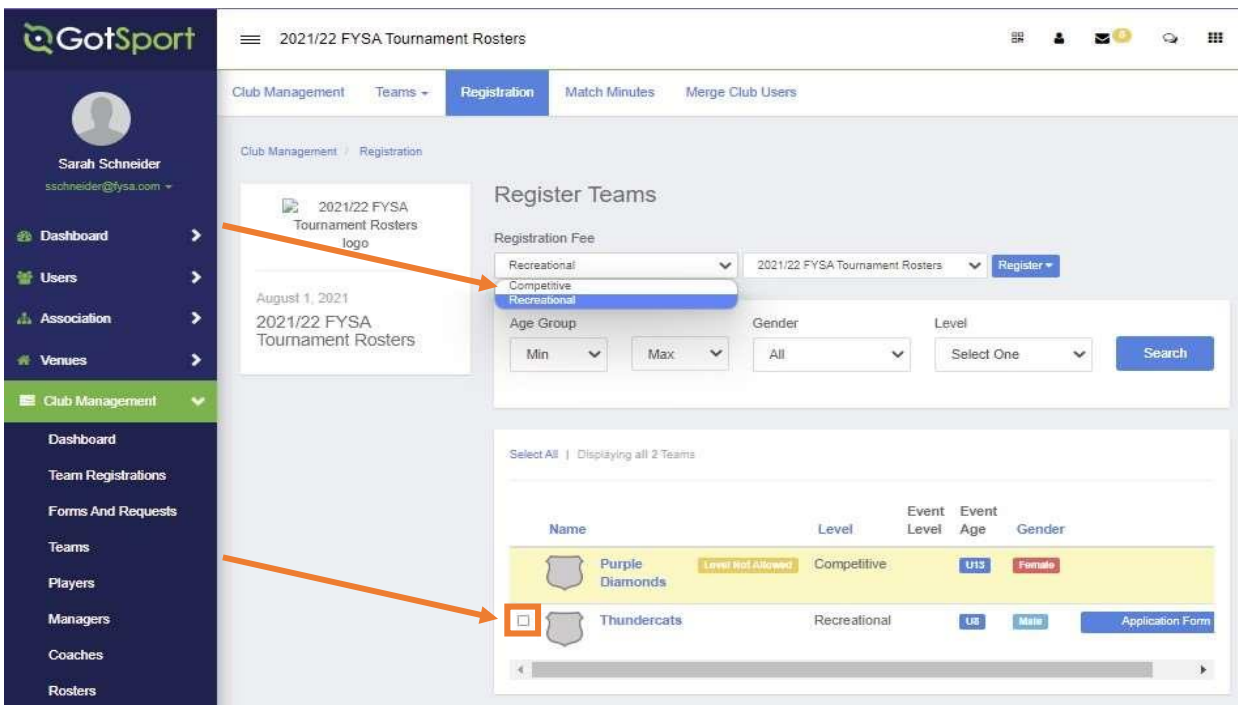 GotSport
2021/22 FYSA Tournament Rosters
Club Management Teams Registration Match Minutes Merge Club Users
Sarah Schneider
sschneider@fysa.com
Dashboard
Users
Association
Venues
Club Management
Dashboard
Team Registrations
Forms And Requests
Teams
Players
Managers
Coaches
Rosters
Club Management / Registration
2021/22 FYSA
Tournament Rosters
logo
August 1, 2021
2021/22 FYSA
Tournament Rosters
Register Teams
Registration Fee
Recreational 2021/22 FYSA Tournament Rosters Register
Competitive
Recreational
Age Group Gender Level
Min Max All Select One Search
Select All | Displaying all 2 Teams
Name Level Event Level Event Age Gender
Purple Diamonds Level Not Allowed Competitive U13 Female
Thundercats Recreational U8 Male Application Form